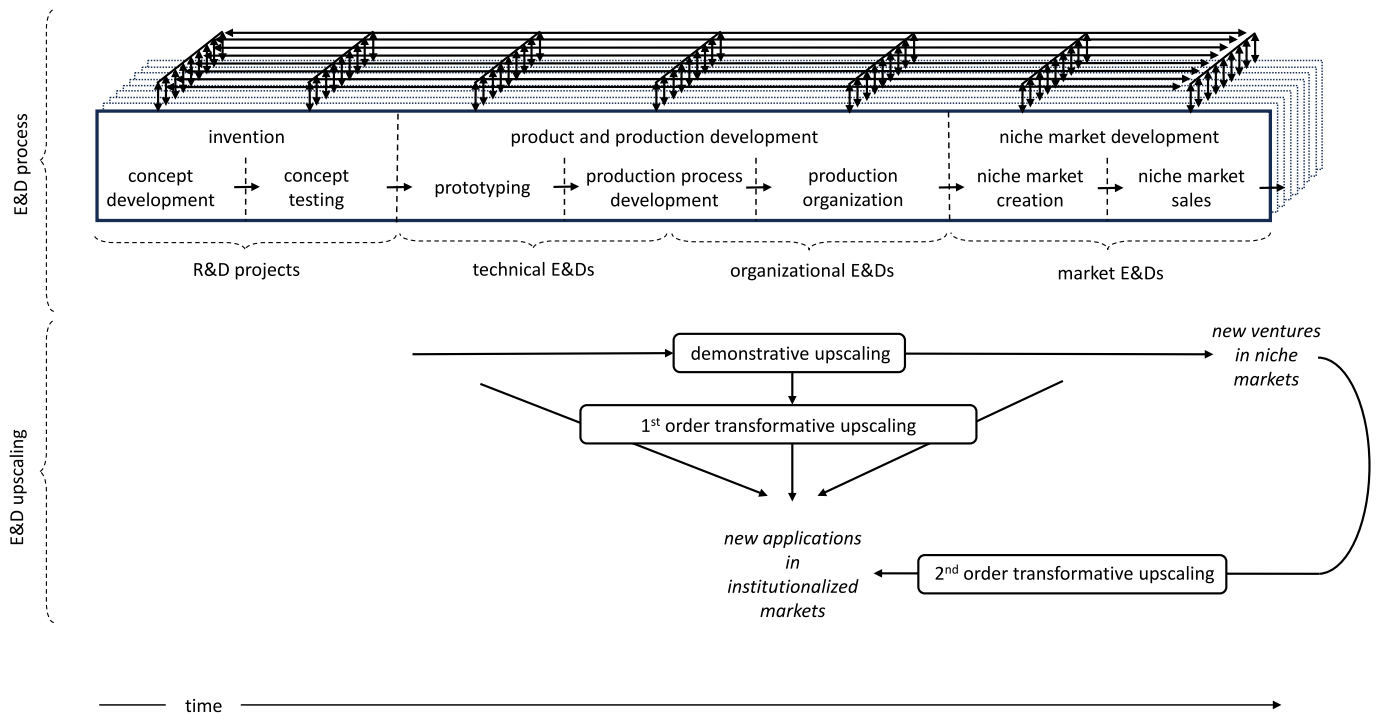 E&D process
invention
product and production development
niche market development
concept
development
concept
testing
prototyping
production process
development
production
organization
niche market
creation
niche market
sales
R&D projects
technical E&Ds
organizational E&Ds
market E&Ds
E&D upscaling
demonstrative upscaling
new ventures
in niche
markets
1st order transformative upscaling
new applications
in
institutionalized
markets
2nd order transformative upscaling
time